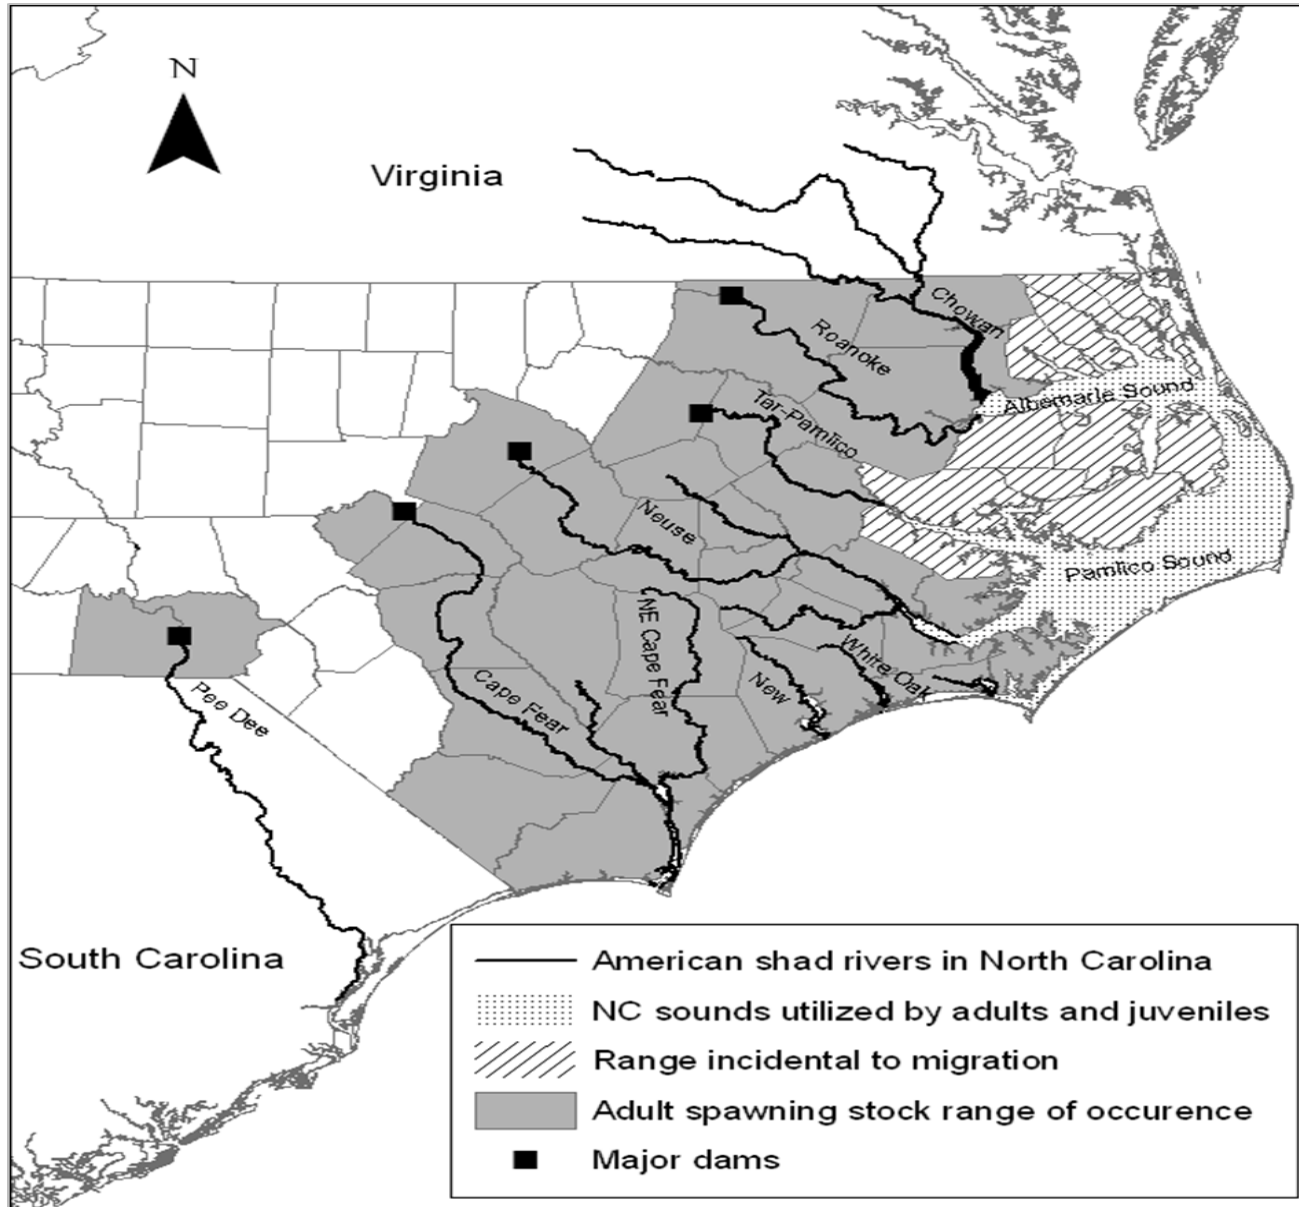 N
Virginia
Chowan
Roanoke
Albemarle Sound
Tar-Pamlico
Neuse
Pamlico Sound
NE Cape Fear
White Oak
New
Cape Fear
Pee Dee
South Carolina
American shad rivers in North Carolina
NC sounds utilized by adults and juveniles
Range incidental to migration
Adult spawning stock range of occurence
Major dams